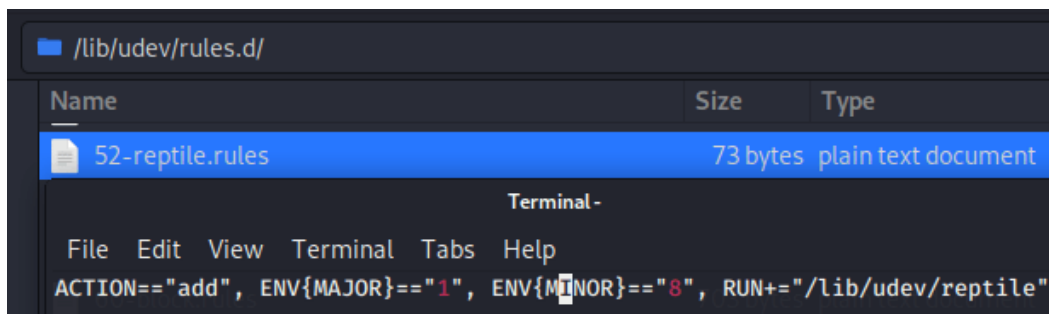 /lib/udev/rules.d/
Name Size Type
52-reptile.rules 73 bytes plain text document
Terminal -
File Edit View Terminal Tabs Help
ACTION=="add", ENV{MAJOR}=="1", ENV{MINOR}=="8", RUN+="/lib/udev/reptile"